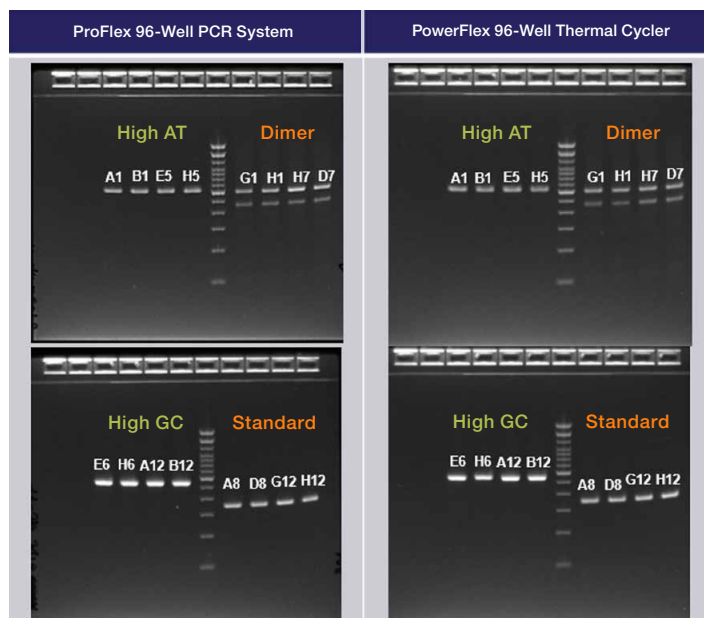 ProFlex 96-Well PCR System
PowerFlex 96-Well Thermal Cycler
High AT
Dimer
A1 B1 E5 H5
G1 H1 H7 D7
High AT
Dimer
A1 B1 E5 H5
G1 H1 H7 D7
High GC
Standard
E6 H6 A12 B12
A8 D8 G12 H12
High GC
Standard
E6 H6 A12 B12
A8 D8 G12 H12